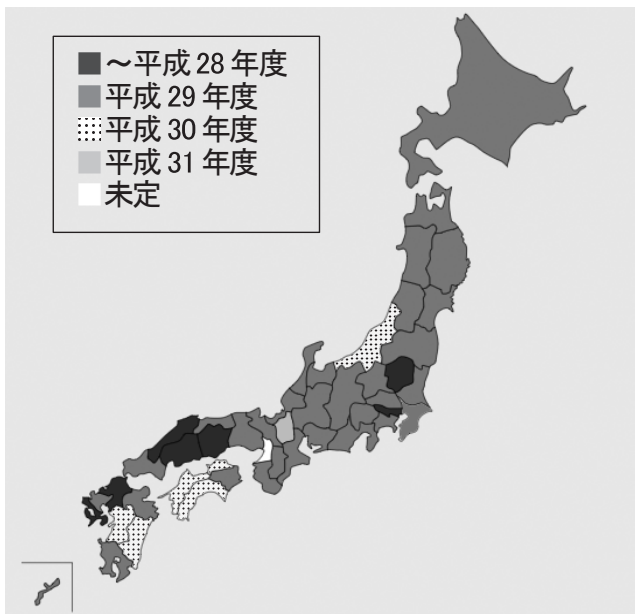 ～平成 28 年度
平成 29 年度
平成 30 年度
平成 31 年度
未定